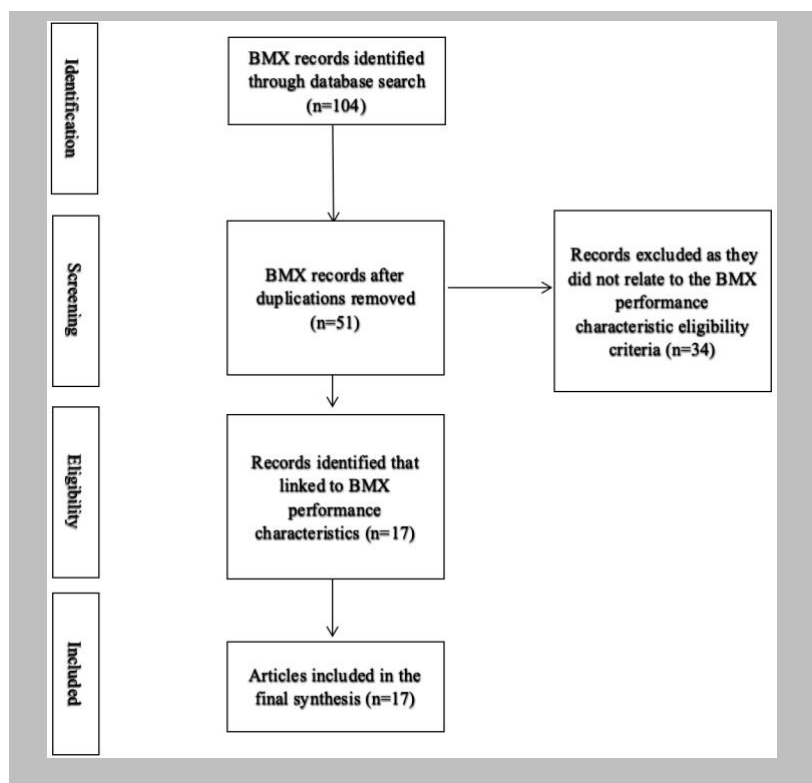 Identification
BMX records identified
through database search
(n=104)
Screening
BMX records after
duplications removed
(n=51)
Records excluded as they
did not relate to the BMX
performance
characteristic eligibility
criteria (n=34)
Eligibility
Records identified that
linked to BMX
performance
characteristics (n=17)
Included
Articles included in the
final synthesis (n=17)